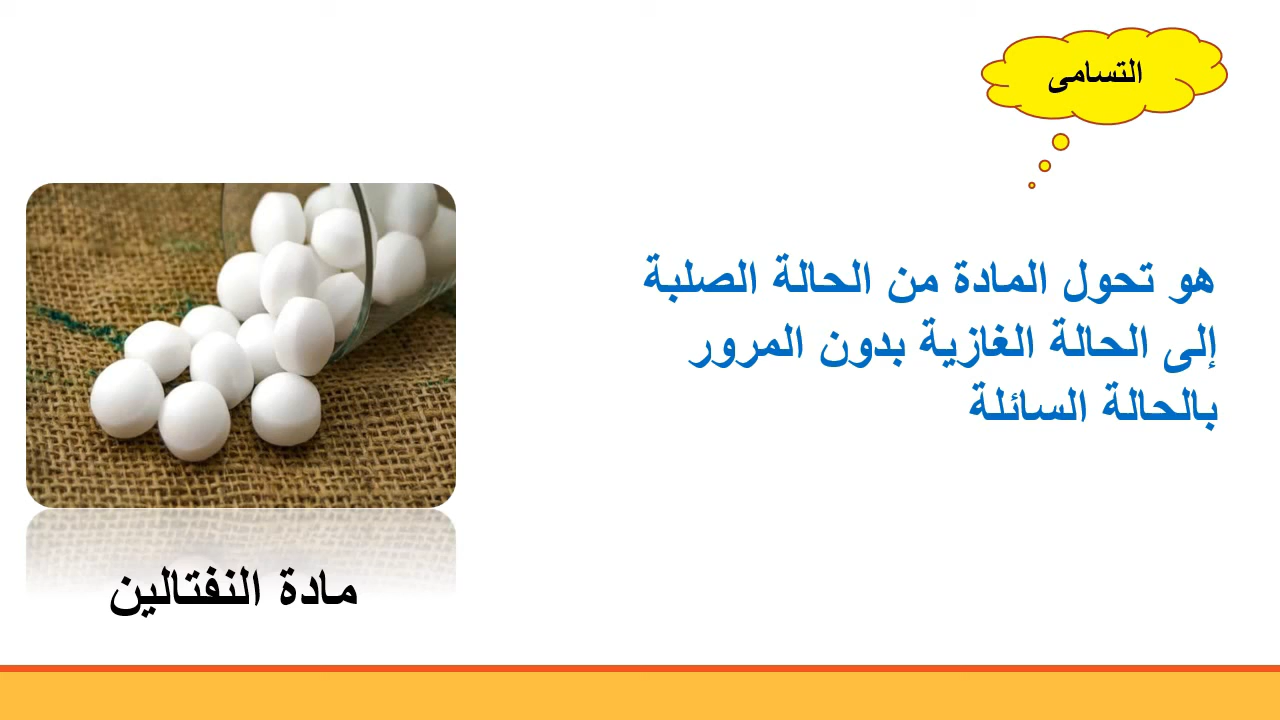 التسامى
هو تحول المادة من الحالة الصلبة
إلى الحالة الغازية بدون المرور
بالحالة السائلة
مادة النفتالين